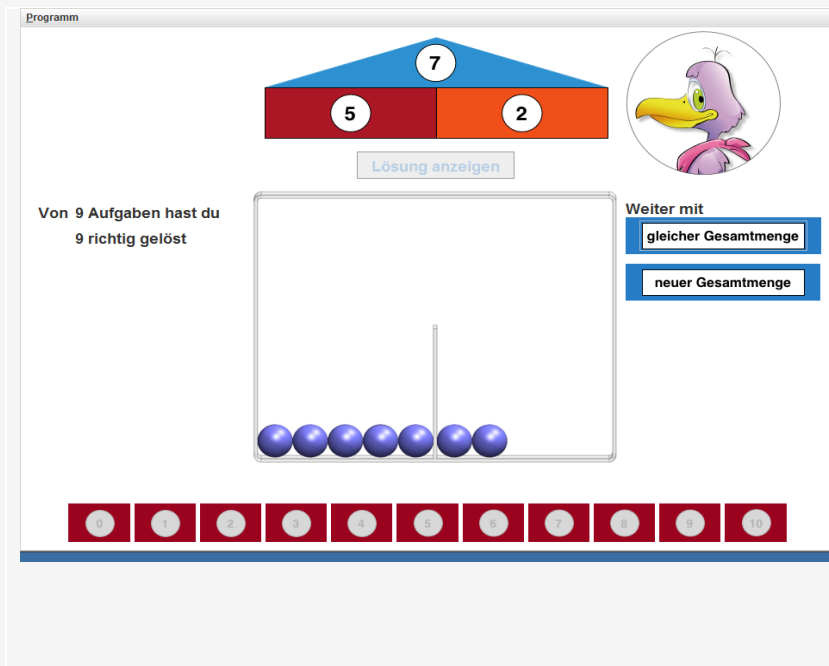 Programm
7
5 2
Lösung anzeigen
Von 9 Aufgaben hast du
9 richtig gelöst
Weiter mit
gleicher Gesamtmenge
neuer Gesamtmenge
0 1 2 3 4 5 6 7 8 9 10